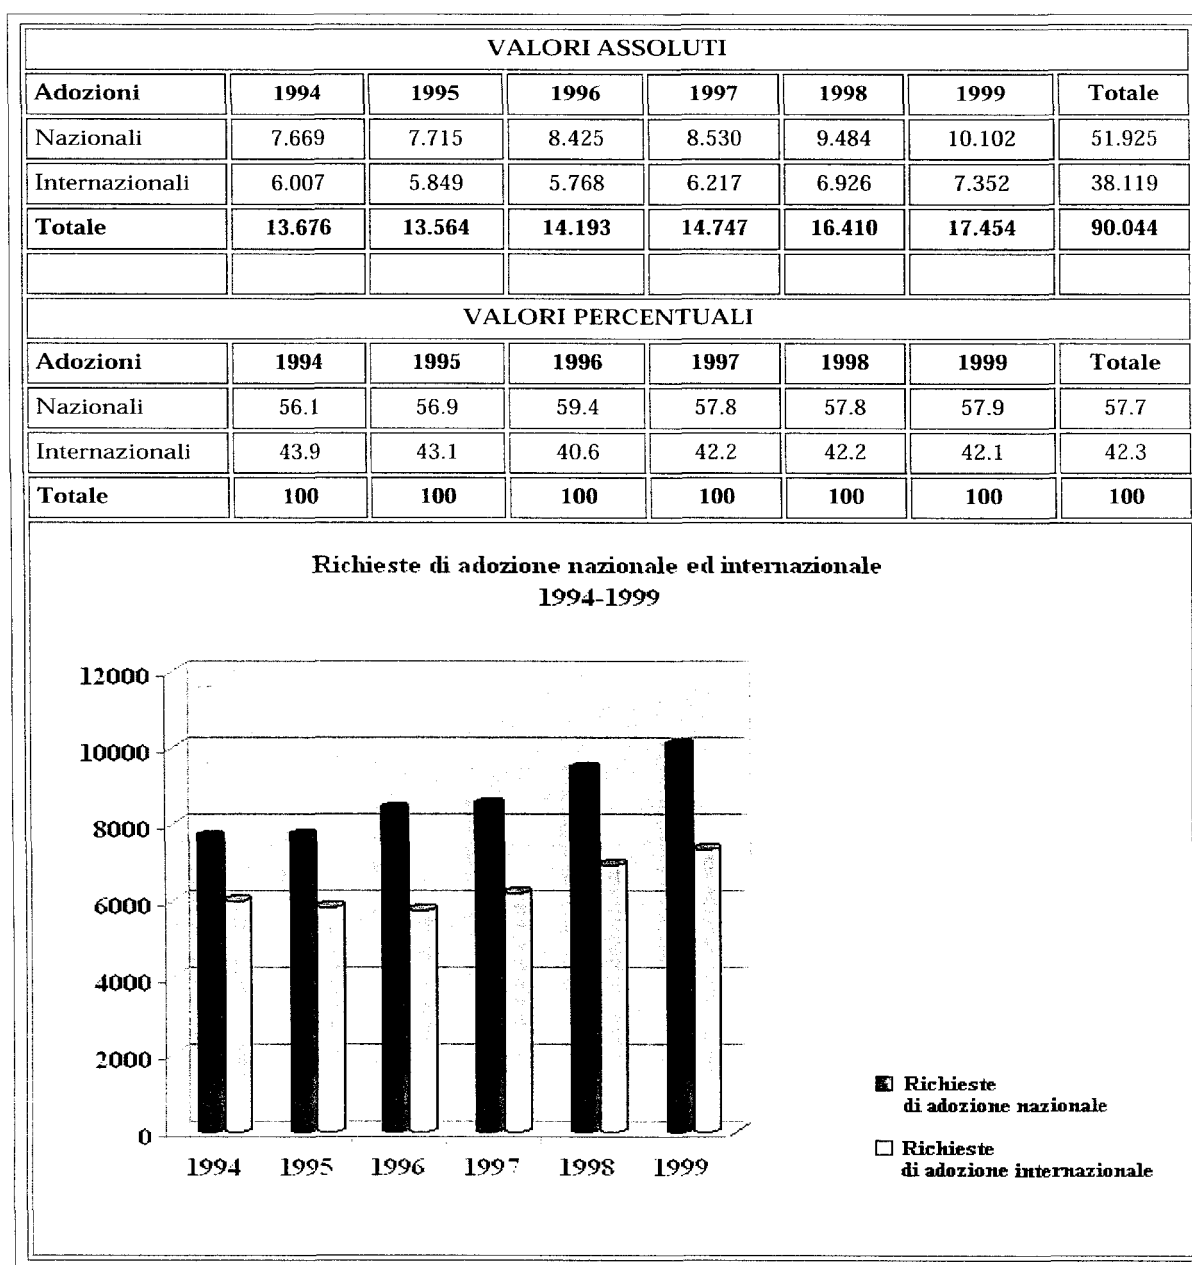 VALORI ASSOLUTI
Adozioni 1994 1995 1996 1997 1998 1999 Totale
Nazionali 7.669 7.715 8.425 8.530 9.484 10.102 51.925
Internazionali 6.007 5.849 5.768 6.217 6.926 7.352 38.119
Totale 13.676 13.564 14.193 14.747 16.410 17.454 90.044
VALORI PERCENTUALI
Adozioni 1994 1995 1996 1997 1998 1999 Totale
Nazionali 56.1 56.9 59.4 57.8 57.8 57.9 57.7
Internazionali 43.9 43.1 40.6 42.2 42.2 42.1 42.3
Totale 100 100 100 100 100 100 100
Richieste di adozione nazionale ed internazionale
1994-1999
12000
10000
8000
6000
4000
2000
0
1994 1995 1996 1997 1998 1999
Richieste
di adozione nazionale
Richieste
di adozione internazionale